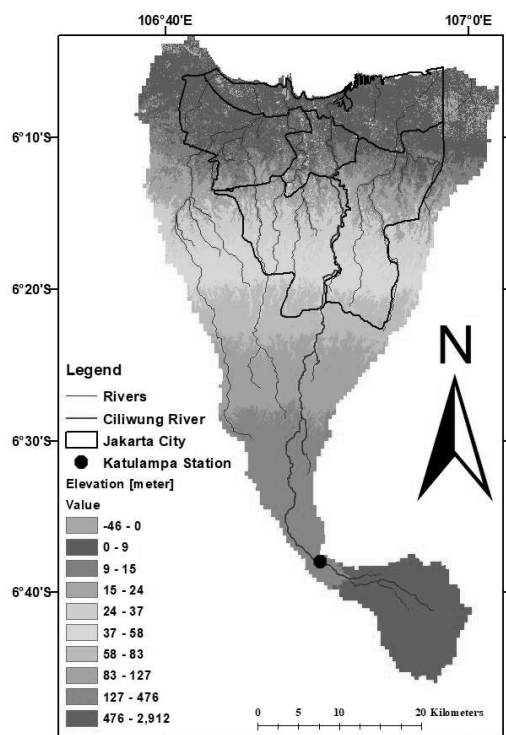 106°40'E
107°0'E
6°10'S
6°20'S
6°30'S
6°40'S
N
Legend
Rivers
Ciliwung River
Jakarta City
Katulampa Station
Elevation [meter]
Value
-46 - 0
0 - 9
9 - 15
15 - 24
24 - 37
37 - 58
58 - 83
83 - 127
127 - 476
476 - 2,912
0 5 10 20 Kilometers